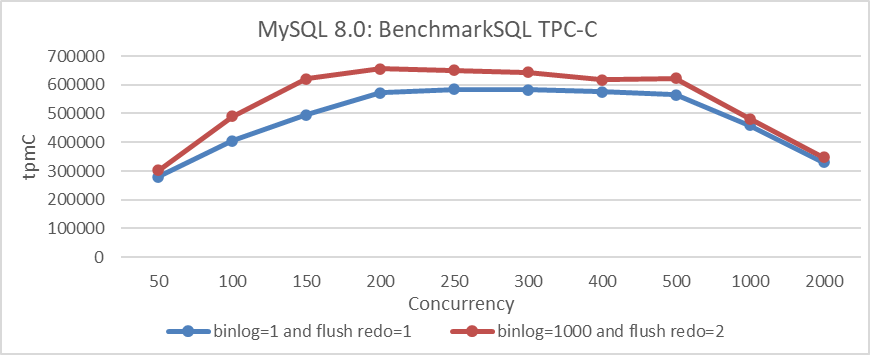 MySQL 8.0: BenchmarkSQL TPC-C
700000
600000
500000
400000
300000
200000
100000
0
tpmC
50 100 150 200 250 300 400 500 1000 2000
Concurrency
binlog=1 and flush redo=1 binlog=1000 and flush redo=2